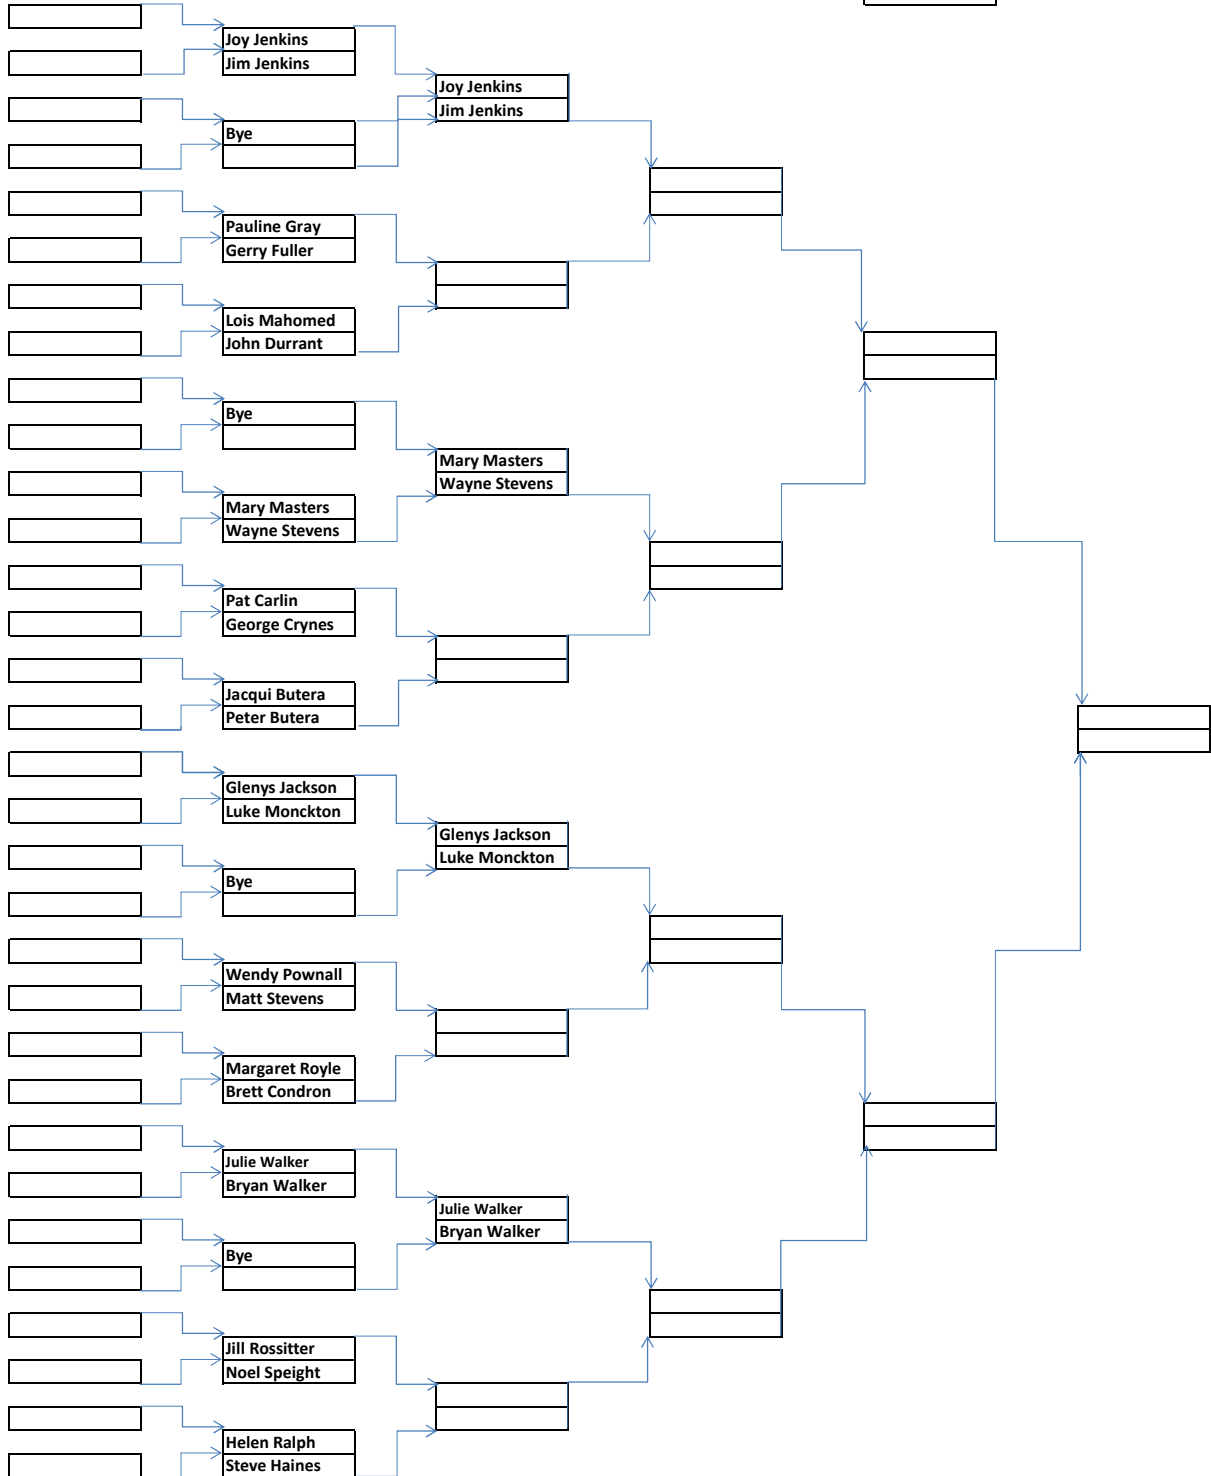 Joy Jenkins
Jim Jenkins
Joy Jenkins
Jim Jenkins
Bye
Pauline Gray
Gerry Fuller
Lois Mahomed
John Durrant
Bye
Mary Masters
Wayne Stevens
Mary Masters
Wayne Stevens
Pat Carlin
George Crynes
Jacqui Butera
Peter Butera
Glenys Jackson
Luke Monckton
Glenys Jackson
Luke Monckton
Bye
Wendy Pownall
Matt Stevens
Margaret Royle
Brett Condron
Julie Walker
Bryan Walker
Julie Walker
Bryan Walker
Bye
Jill Rossitter
Noel Speight
Helen Ralph
Steve Haines